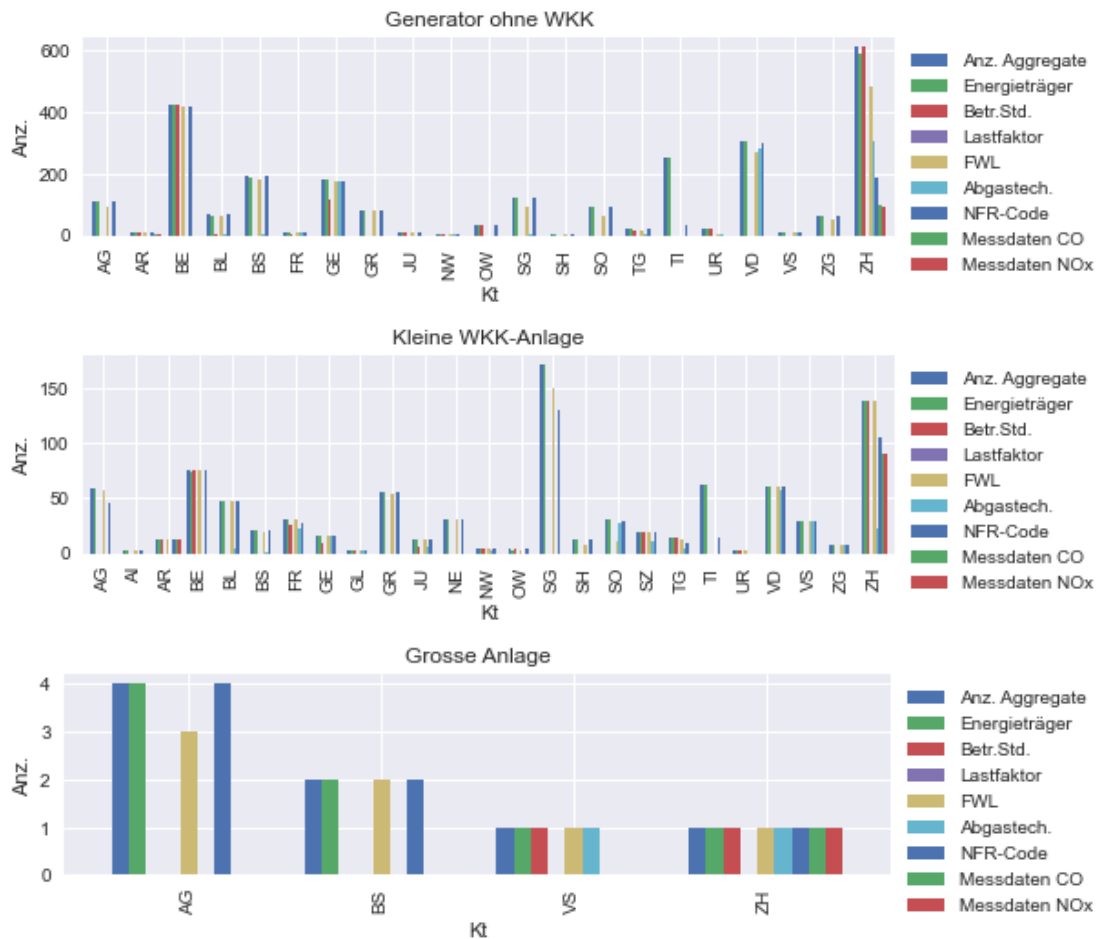 Generator ohne WKK
600
400
200
0
Anz.
AG AR BE BL BS FR GE GR JU NW OW SG SH SO TG TI UR VD VS ZG ZH
Kt
Anz. Aggregate
Energieträger
Betr.Std.
Lastfaktor
FWL
Abgastech.
NFR-Code
Messdaten CO
Messdaten NOx
Kleine WKK-Anlage
150
100
50
0
Anz.
AG AI AR BE BL BS FR GE GL GR JU NE NW OW SG SH SO SZ TG TI UR VD VS ZG ZH
Kt
Anz. Aggregate
Energieträger
Betr.Std.
Lastfaktor
FWL
Abgastech.
NFR-Code
Messdaten CO
Messdaten NOx
Grosse Anlage
4
3
2
1
0
Anz.
AG BS VS ZH
Kt
Anz. Aggregate
Energieträger
Betr.Std.
Lastfaktor
FWL
Abgastech.
NFR-Code
Messdaten CO
Messdaten NOx